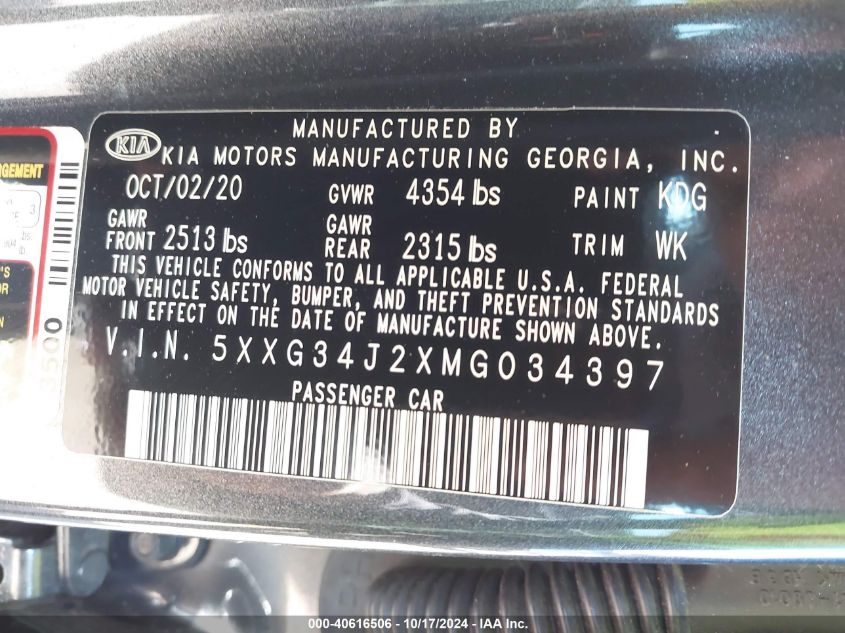 MANUFACTURED BY
KIA KIA MOTORS MANUFACTURING GEORGIA, INC.
OCT/02/20 GVWR 4354 lbs PAINT KDG
GAWR FRONT 2513 lbs GAWR REAR 2315 lbs TRIM WK
THIS VEHICLE CONFORMS TO ALL APPLICABLE U.S.A. FEDERAL
MOTOR VEHICLE SAFETY, BUMPER, AND THEFT PREVENTION STANDARDS
IN EFFECT ON THE DATE OF MANUFACTURE SHOWN ABOVE.
V.I.N. 5XXG34J2XMG034397
PASSENGER CAR
3500
000-40616506 - 10/17/2024 - IAA Inc.